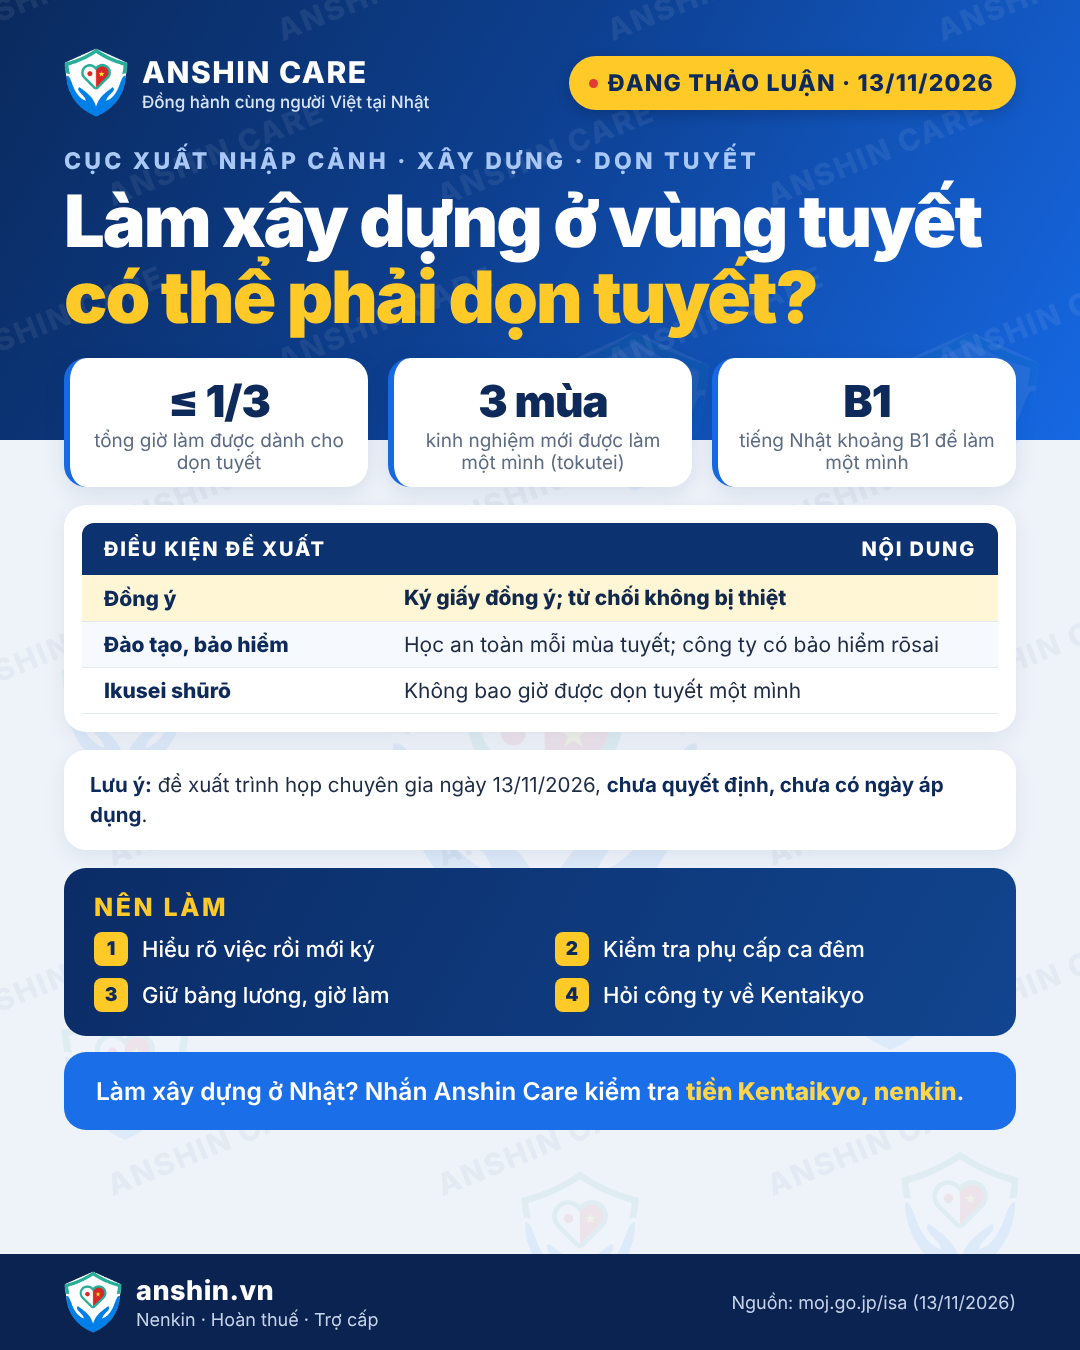 ANSHIN CARE
Đồng hành cùng người Việt tại Nhật
ĐANG THẢO LUẬN · 13/11/2026
CỤC XUẤT NHẬP CẢNH · XÂY DỰNG · DỌN TUYẾT
Làm xây dựng ở vùng tuyết
có thể phải dọn tuyết?
≤ 1/3
tổng giờ làm được dành cho
dọn tuyết
3 mùa
kinh nghiệm mới được làm
một mình (tokutei)
B1
tiếng Nhật khoảng B1 để làm
một mình
ĐIỀU KIỆN ĐỀ XUẤT
NỘI DUNG
Đồng ý
Ký giấy đồng ý; từ chối không bị thiệt
Đào tạo, bảo hiểm
Học an toàn mỗi mùa tuyết; công ty có bảo hiểm rōsai
Ikusei shūrō
Không bao giờ được dọn tuyết một mình
Lưu ý: đề xuất trình họp chuyên gia ngày 13/11/2026, chưa quyết định, chưa có ngày áp
dụng.
NÊN LÀM
1 Hiểu rõ việc rồi mới ký
2 Kiểm tra phụ cấp ca đêm
3 Giữ bảng lương, giờ làm
4 Hỏi công ty về Kentaikyo
Làm xây dựng ở Nhật? Nhắn Anshin Care kiểm tra tiền Kentaikyo, nenkin.
anshin.vn
Nenkin · Hoàn thuế · Trợ cấp
Nguồn: moj.go.jp/isa (13/11/2026)